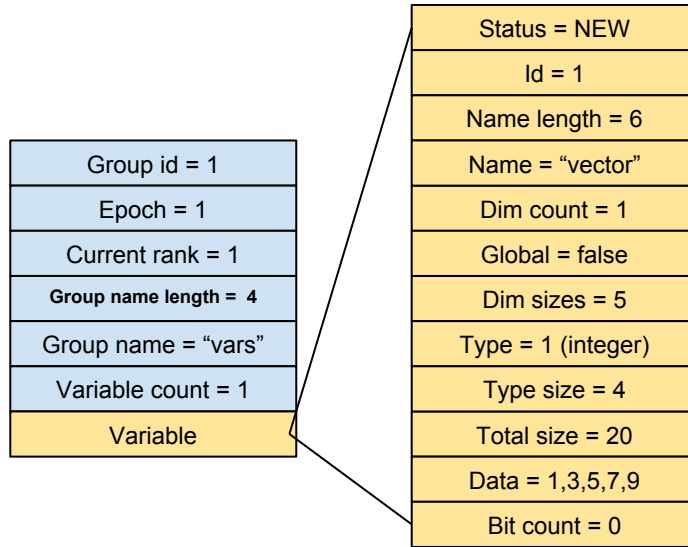 Group id = 1
Epoch = 1
Current rank = 1
Group name length = 4
Group name = “vars”
Variable count = 1
Variable
Status = NEW
Id = 1
Name length = 6
Name = “vector”
Dim count = 1
Global = false
Dim sizes = 5
Type = 1 (integer)
Type size = 4
Total size = 20
Data = 1,3,5,7,9
Bit count = 0